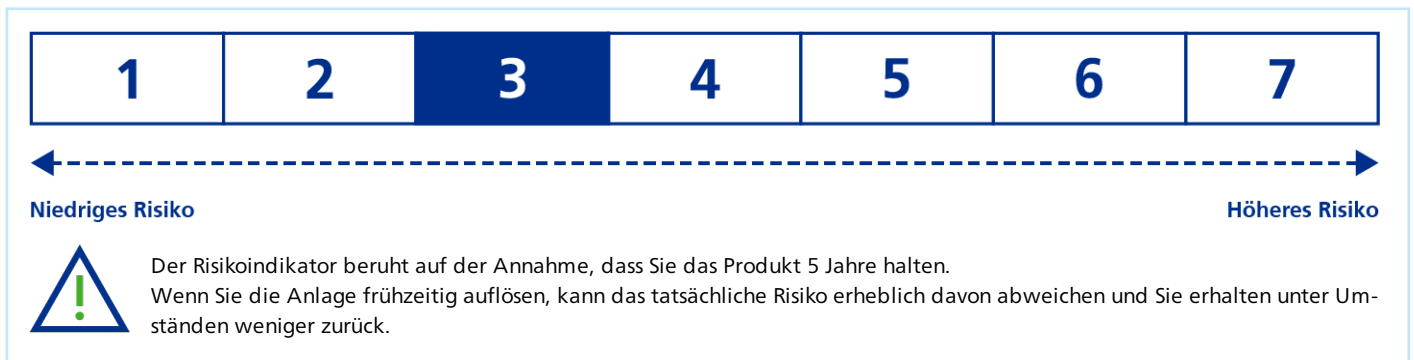 1 2 3 4 5 6 7
Niedriges Risiko Höheres Risiko
Der Risikoindikator beruht auf der Annahme, dass Sie das Produkt 5 Jahre halten.
Wenn Sie die Anlage frühzeitig auflösen, kann das tatsächliche Risiko erheblich davon abweichen und Sie erhalten unter Um-
ständen weniger zurück.